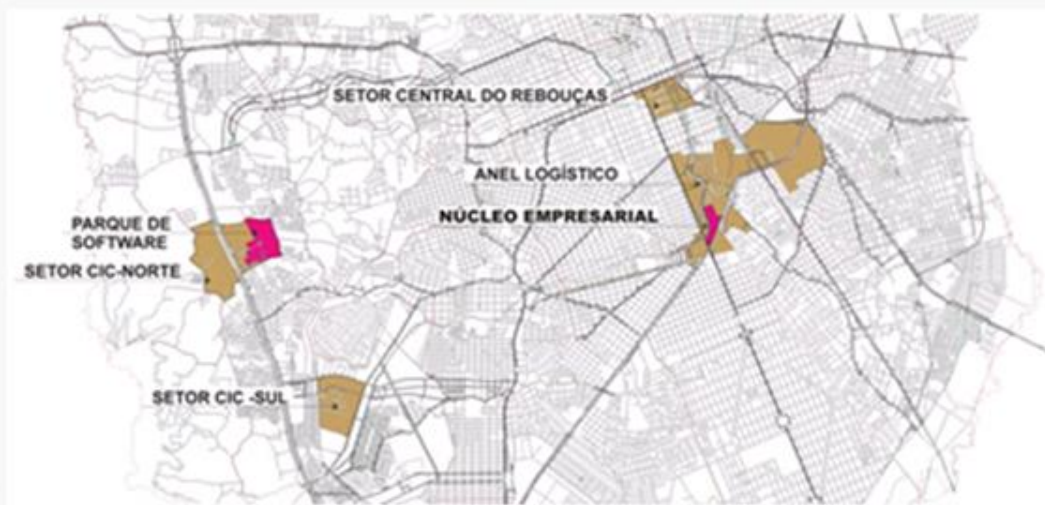 SETOR CENTRAL DO REBOUÇAS
ANEL LOGÍSTICO
NÚCLEO EMPRESARIAL
PARQUE DE
SOFTWARE
SETOR CIC-NORTE
SETOR CIC -SUL